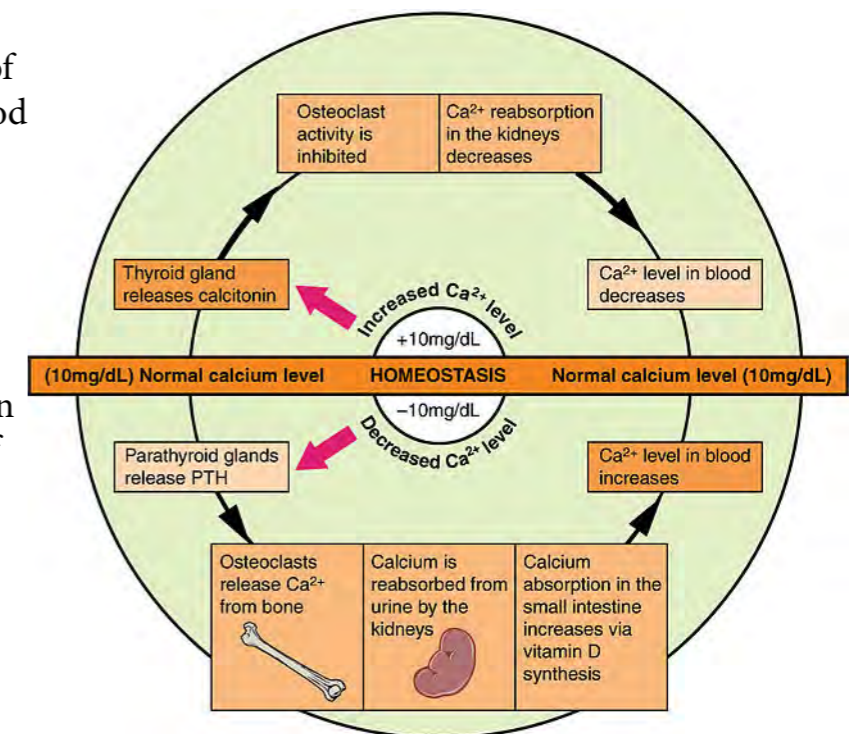 of
od
Osteoclast
activity is
inhibited
Ca²⁺ reabsorption
in the kidneys
decreases
Thyroid gland
releases calcitonin
Increased Ca²⁺ level
+10mg/dL
Ca²⁺ level in blood
decreases
(10mg/dL) Normal calcium level HOMEOSTASIS Normal calcium level (10mg/dL)
n
–10mg/dL
Decreased Ca²⁺ level
Parathyroid glands
release PTH
Ca²⁺ level in blood
increases
Osteoclasts
release Ca²⁺
from bone
Calcium is
reabsorbed from
urine by the
kidneys
Calcium
absorption in the
small intestine
increases via
vitamin D
synthesis